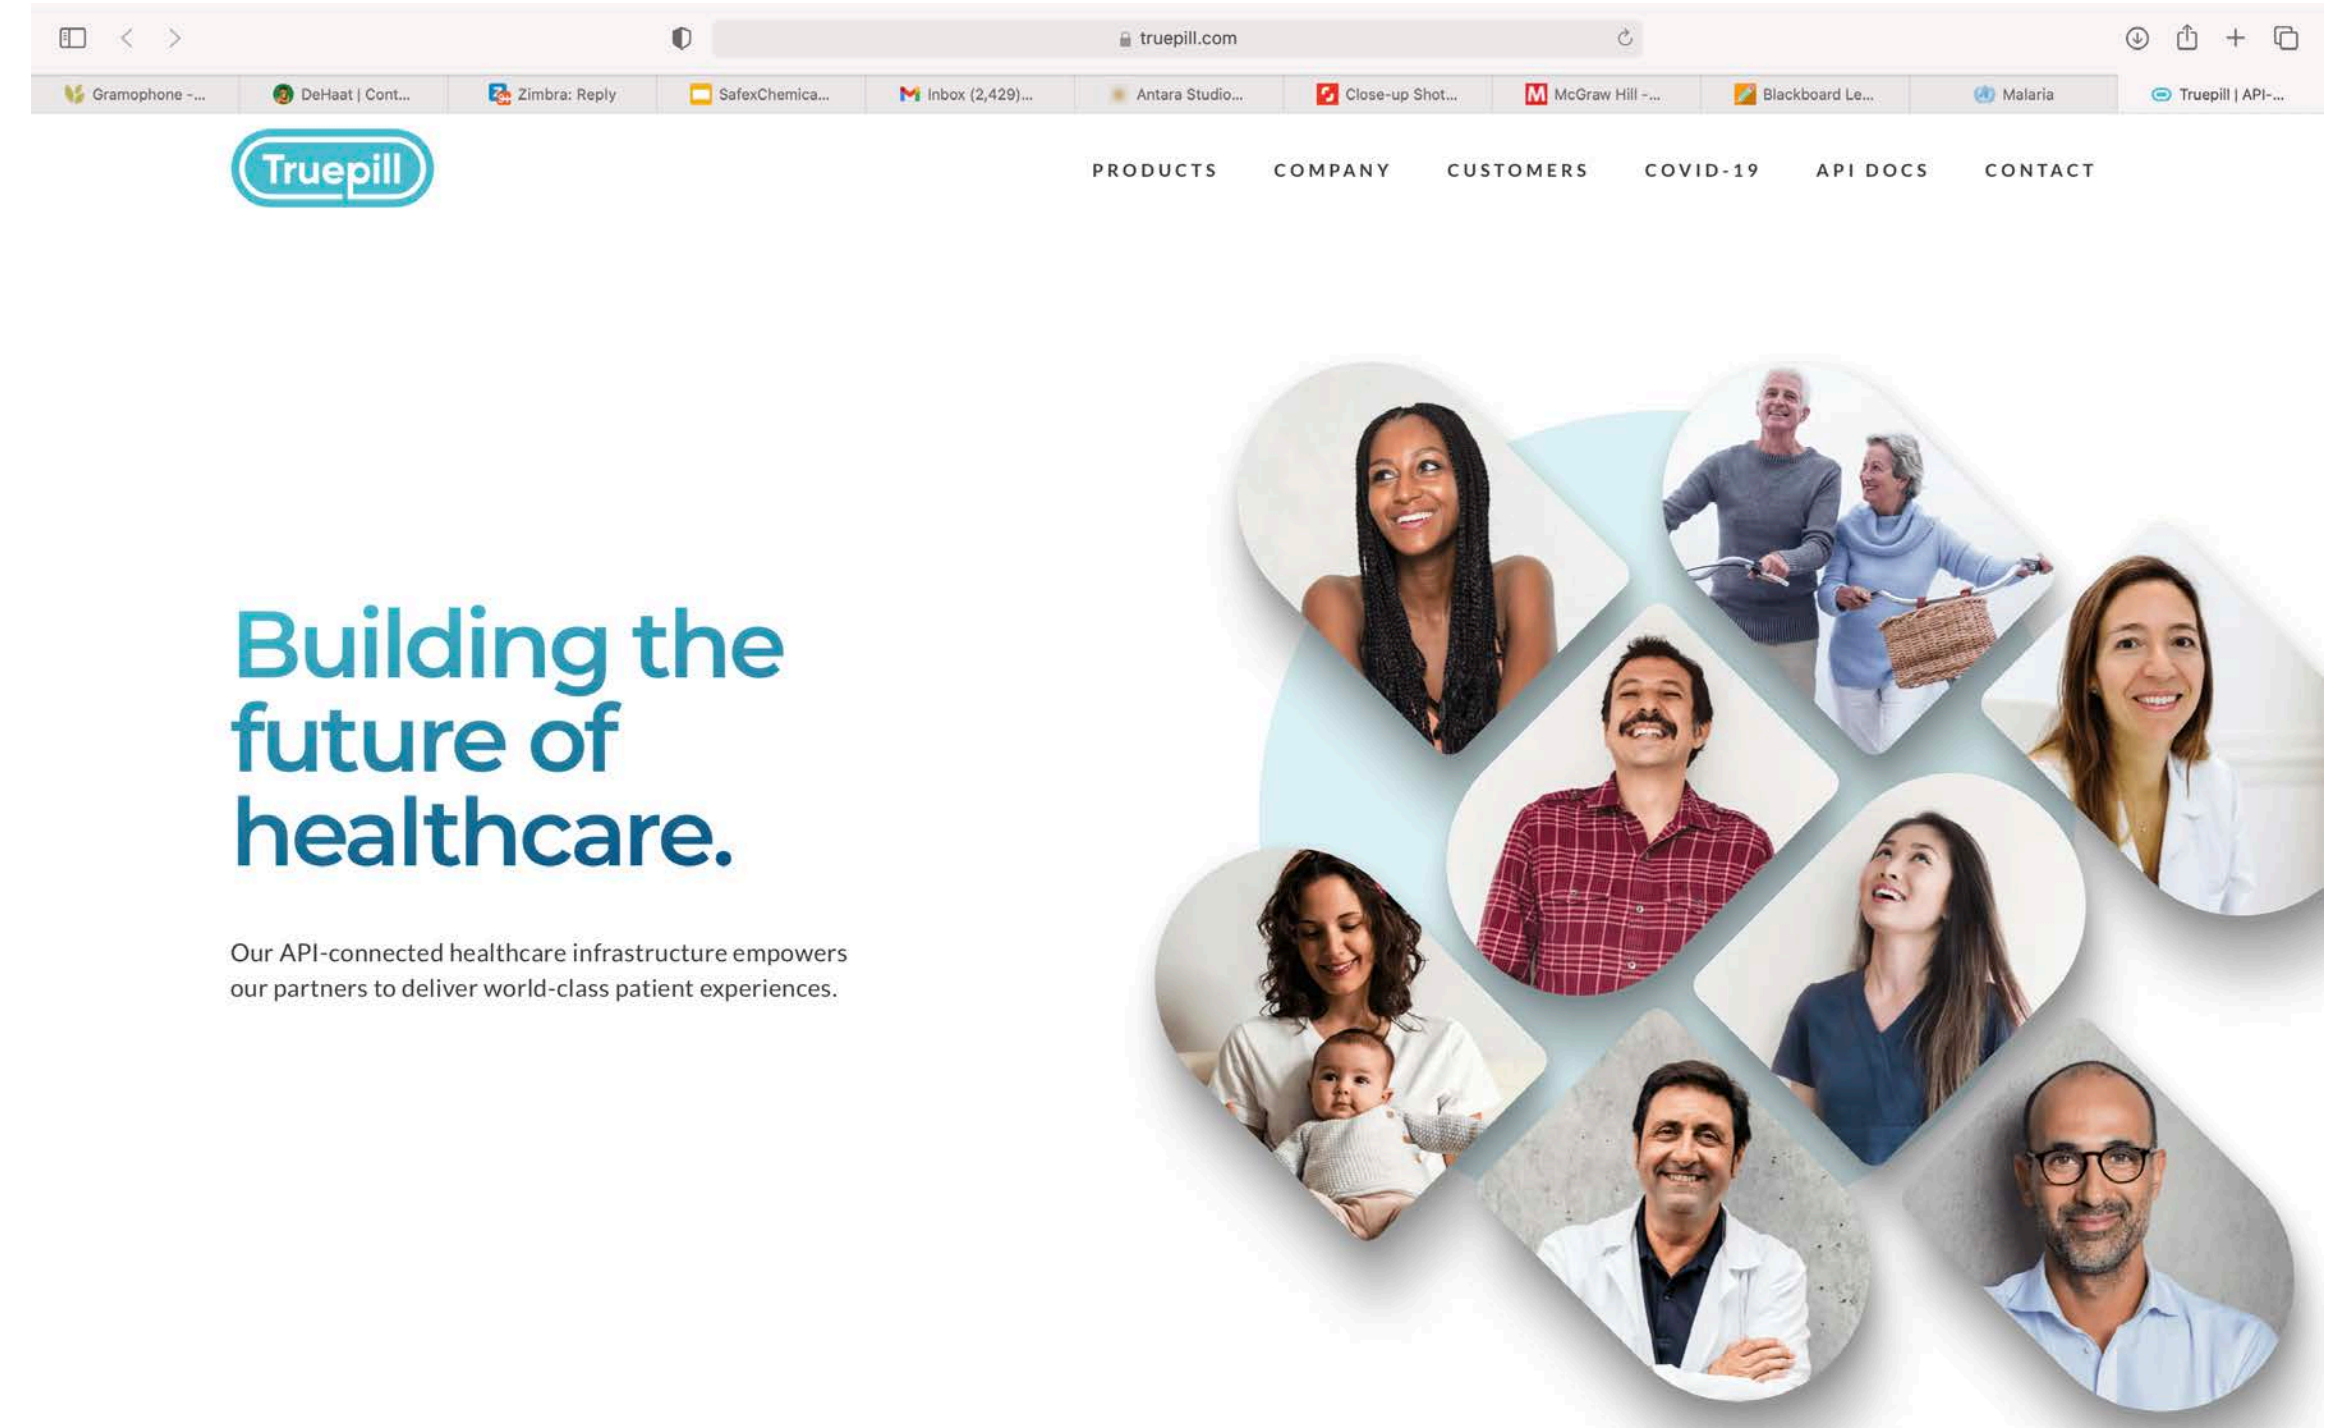 truepill.com
Gramophone -...
DeHaat | Cont...
Zimbra: Reply
SafexChemica...
Inbox (2,429)...
Antara Studio...
Close-up Shot...
M McGraw Hill -...
Blackboard Le...
Malaria
Truepill | API-...
Truepill
PRODUCTS
COMPANY
CUSTOMERS
COVID-19
API DOCS
CONTACT
Building the
future of
healthcare.
Our API-connected healthcare infrastructure empowers
our partners to deliver world-class patient experiences.